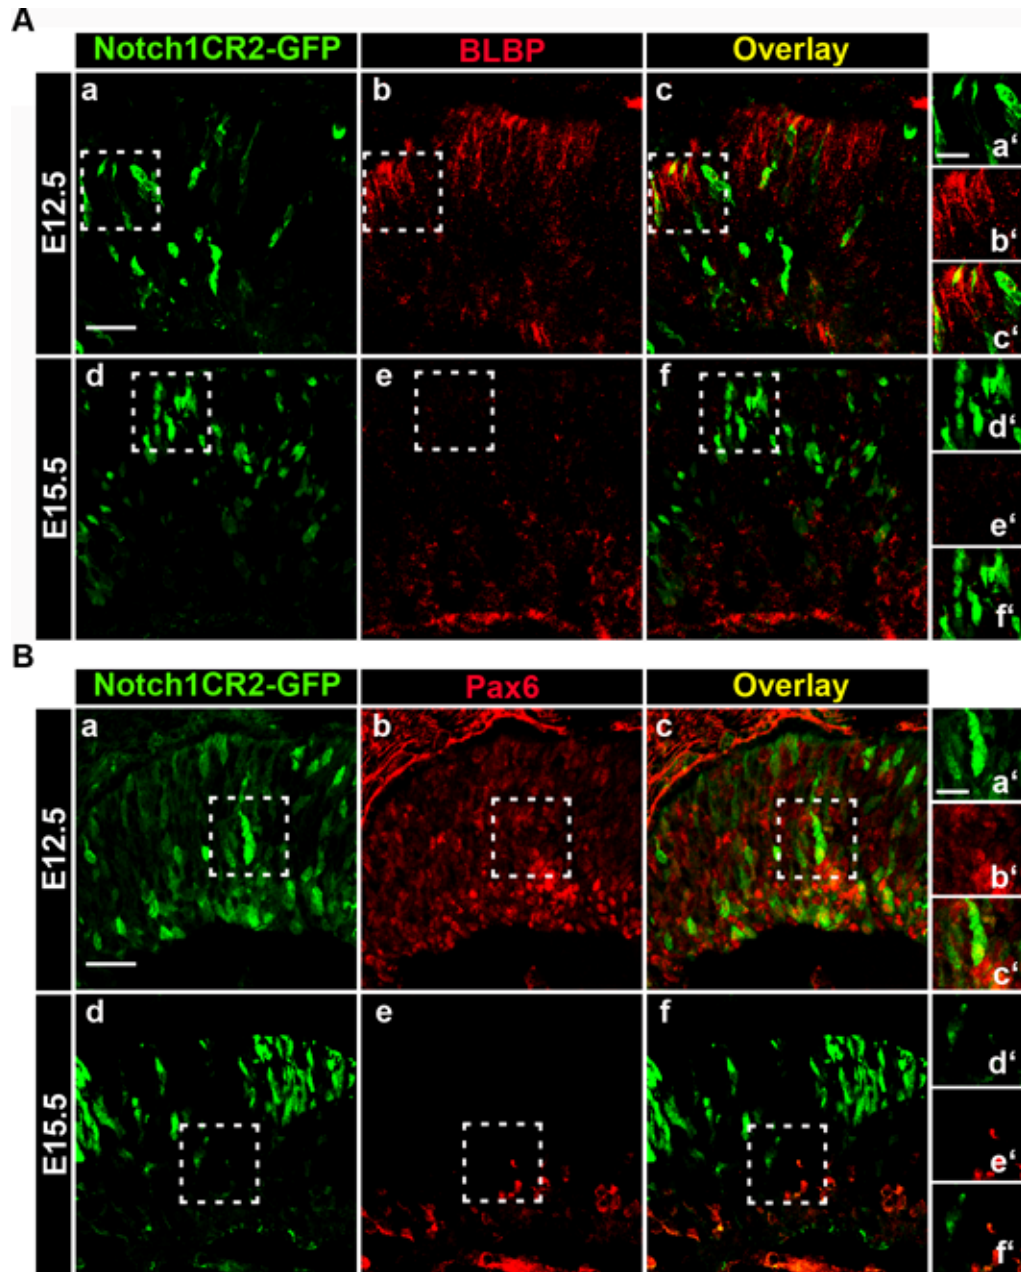 A
Notch1CR2-GFP BLBP Overlay
E12.5
a b c
a‘
b‘
c‘
E15.5
d e f
d‘
e‘
f‘
B
Notch1CR2-GFP Pax6 Overlay
E12.5
a b c
a‘
b‘
c‘
E15.5
d e f
d‘
e‘
f‘